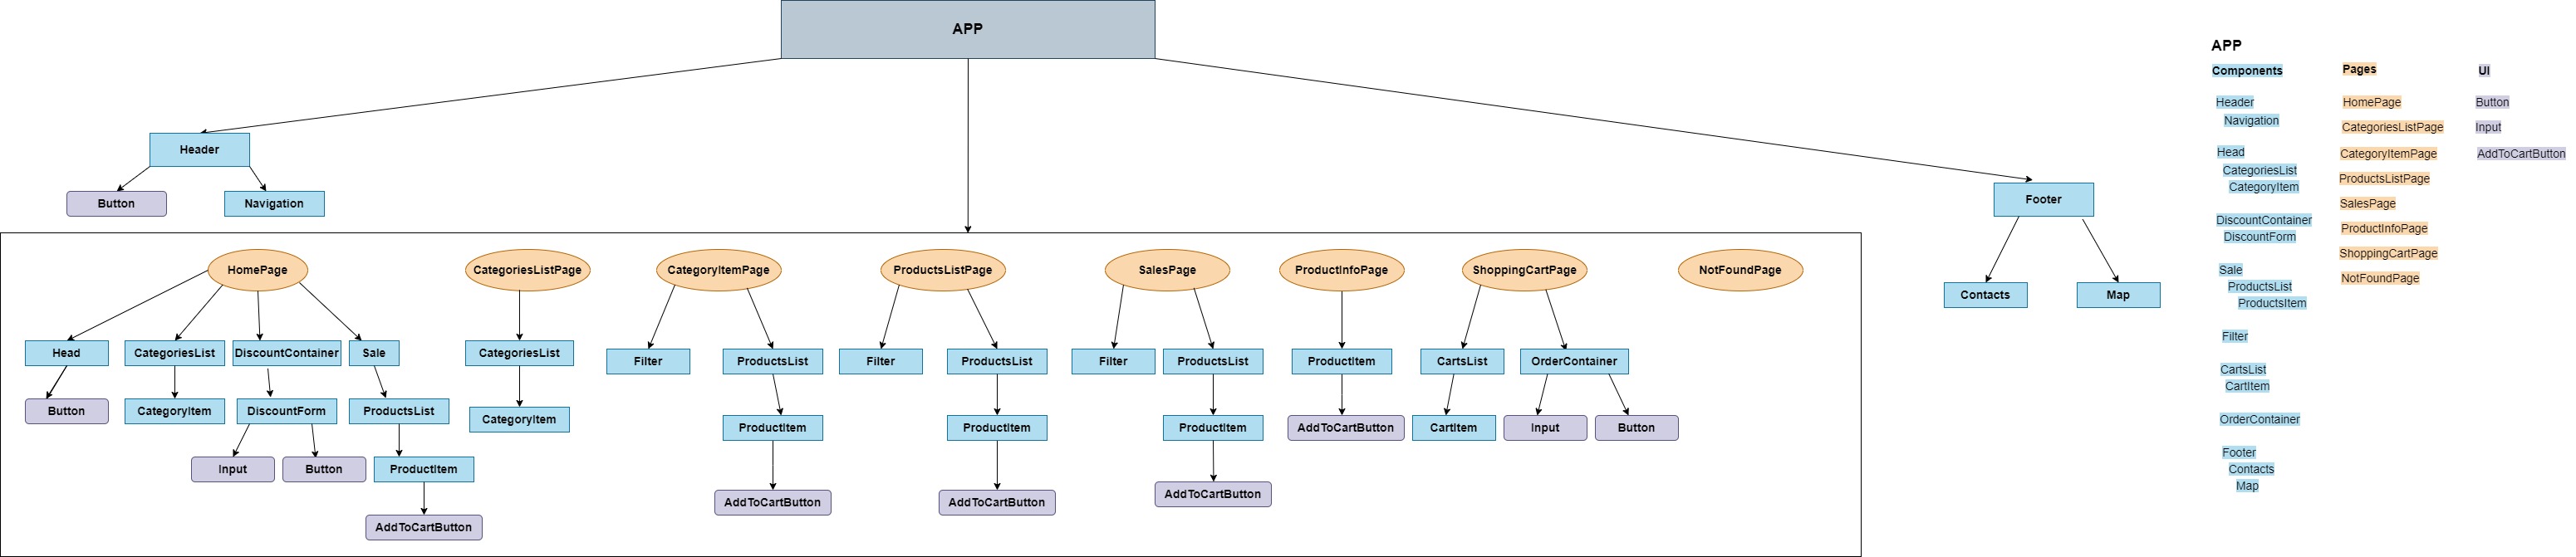 APP
Header
Button
Navigation
Footer
Contacts
Map
HomePage
CategoriesListPage
CategoryItemPage
ProductsListPage
SalesPage
ProductInfoPage
ShoppingCartPage
NotFoundPage
Head
CategoriesList
DiscountContainer
Sale
CategoriesList
Filter
ProductsList
Filter
ProductsList
Filter
ProductsList
ProductItem
CartsList
OrderContainer
Button
CategoryItem
DiscountForm
ProductsList
CategoryItem
ProductItem
ProductItem
ProductItem
AddToCartButton
CartItem
Input
Button
Input
Button
ProductItem
AddToCartButton
AddToCartButton
AddToCartButton
AddToCartButton
APP
Components
Header
Navigation
Head
CategoriesList
CategoryItem
DiscountContainer
DiscountForm
Sale
ProductsList
ProductsItem
Filter
CartsList
CartItem
OrderContainer
Footer
Contacts
Map
Pages
HomePage
CategoriesListPage
CategoryItemPage
ProductsListPage
SalesPage
ProductInfoPage
ShoppingCartPage
NotFoundPage
UI
Button
Input
AddToCartButton